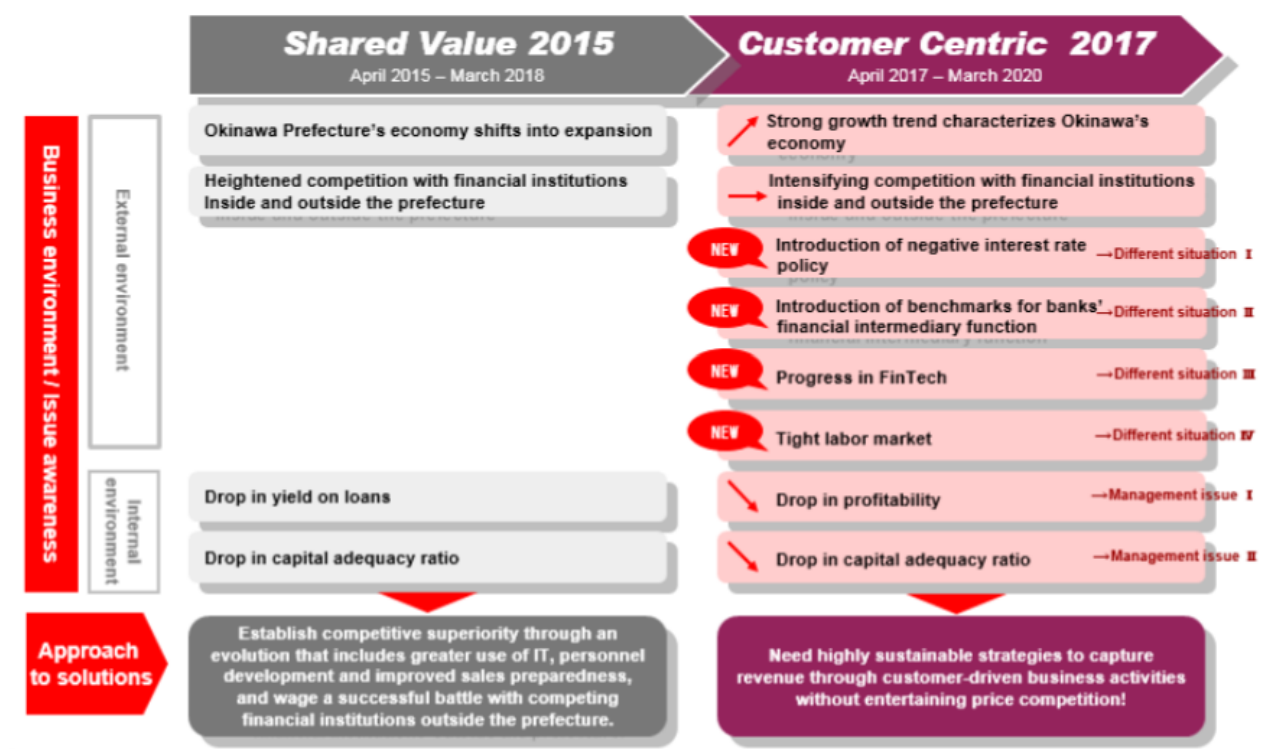 Shared Value 2015
April 2015 – March 2018
Customer Centric 2017
April 2017 – March 2020
Business environment / Issue awareness
External environment
Okinawa Prefecture's economy shifts into expansion
Strong growth trend characterizes Okinawa's
economy
Heightened competition with financial institutions
Inside and outside the prefecture
Intensifying competition with financial institutions
inside and outside the prefecture
NEW
Introduction of negative interest rate
policy
→Different situation Ⅰ
NEW
Introduction of benchmarks for banks'
financial intermediary function
→Different situation Ⅱ
NEW
Progress in FinTech
→Different situation Ⅲ
NEW
Tight labor market
→Different situation Ⅳ
Internal
environment
Drop in yield on loans
Drop in profitability
→Management issue Ⅰ
Drop in capital adequacy ratio
Drop in capital adequacy ratio
→Management issue Ⅱ
Approach
to solutions
Establish competitive superiority through an
evolution that includes greater use of IT, personnel
development and improved sales preparedness,
and wage a successful battle with competing
financial institutions outside the prefecture.
Need highly sustainable strategies to capture
revenue through customer-driven business activities
without entertaining price competition!